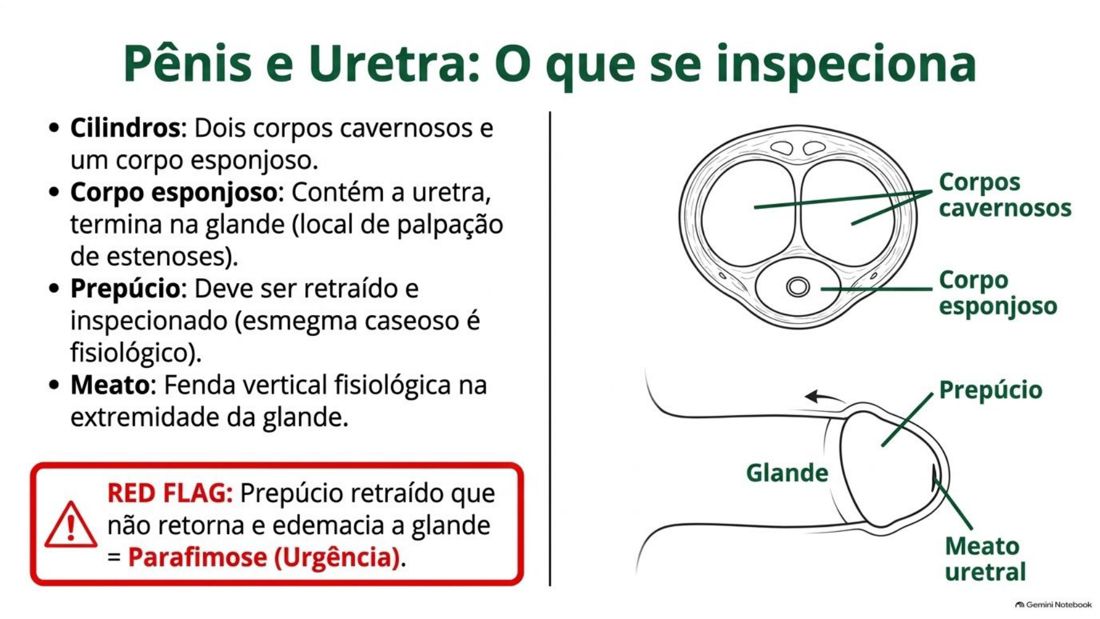 Pênis e Uretra: O que se inspeciona
• Cilindros: Dois corpos cavernosos e
um corpo esponjoso.
• Corpo esponjoso: Contém a uretra,
termina na glande (local de palpação
de estenoses).
• Prepúcio: Deve ser retraído e
inspecionado (esmegma caseoso é
fisiológico).
• Meato: Fenda vertical fisiológica na
extremidade da glande.
RED FLAG: Prepúcio retraído que
não retorna e edemacia a glande
= Parafimose (Urgência).
Corpos
cavernosos
Corpo
esponjoso
Prepúcio
Glande
Meato
uretral
Gemini Notebook